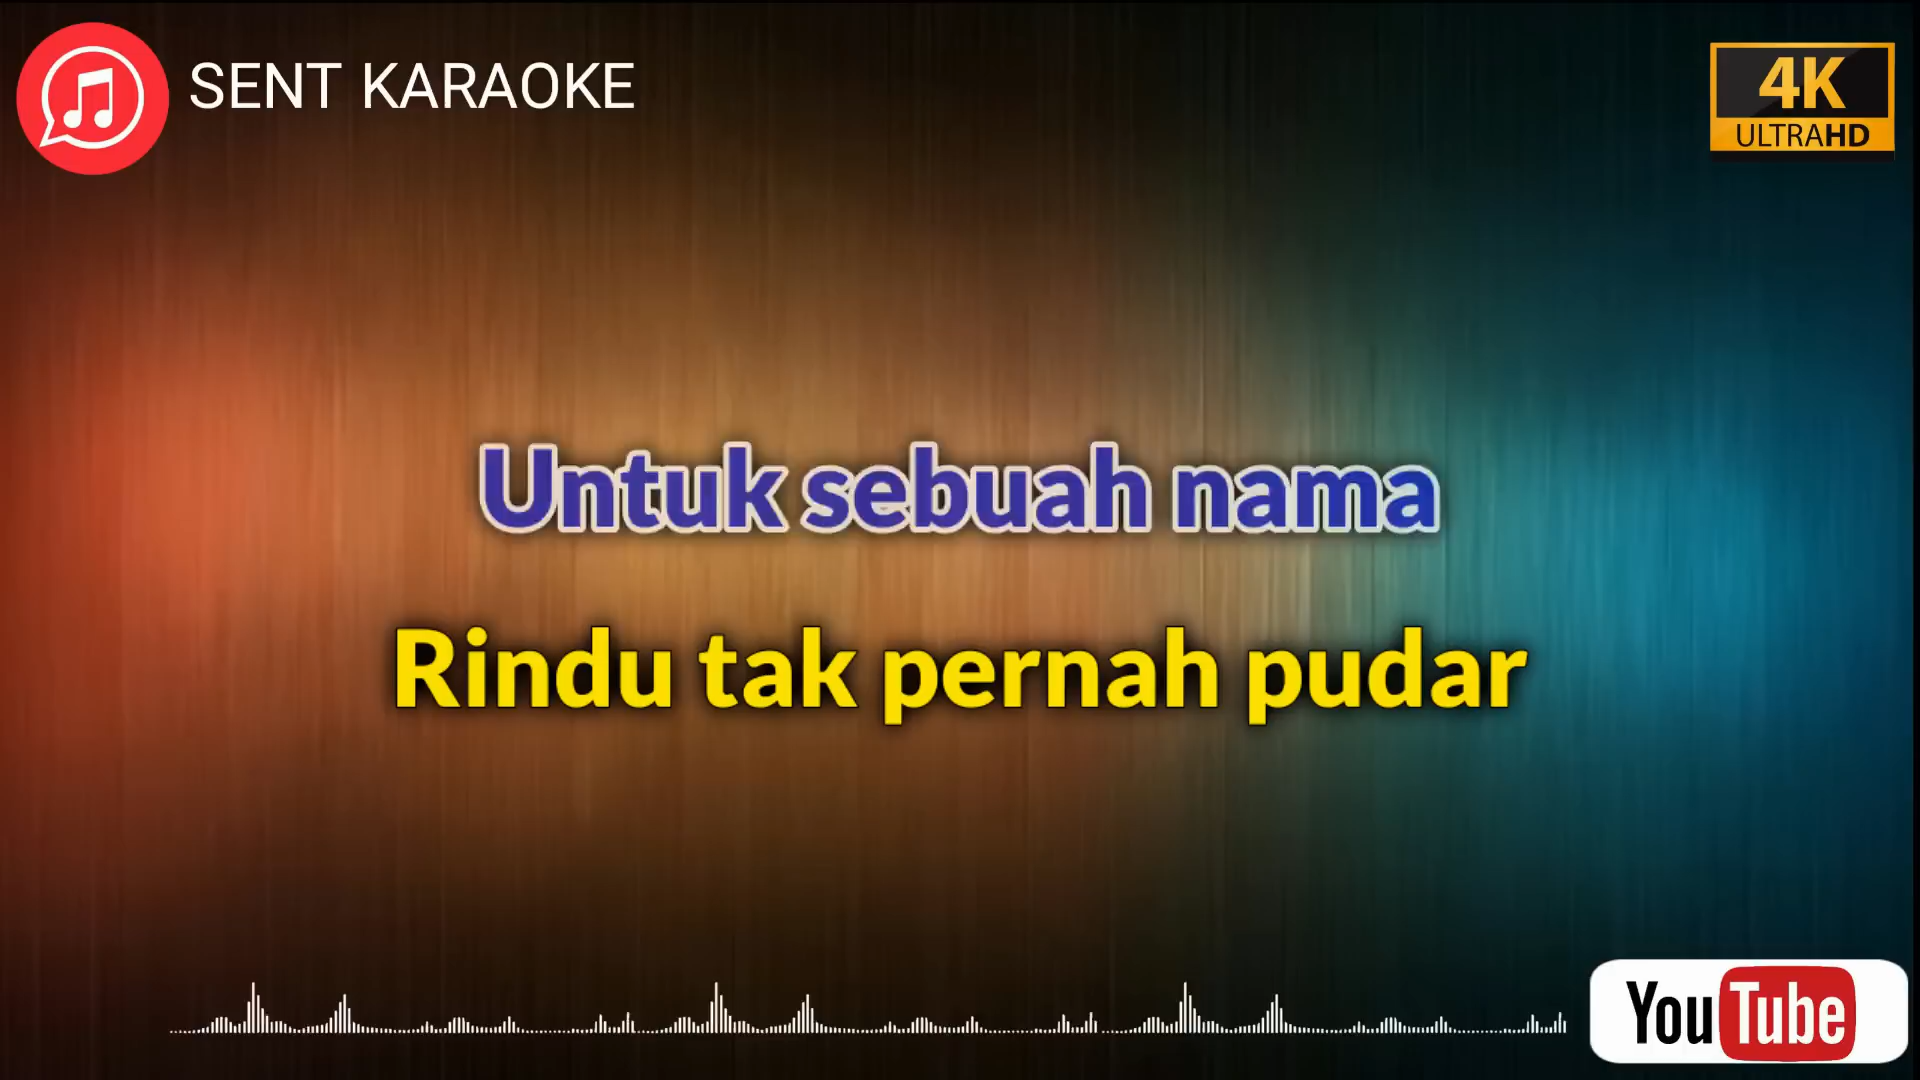 SENT KARAOKE
4K
ULTRAHD
Untuk sebuah nama
Rindu tak pernah pudar
YouTube